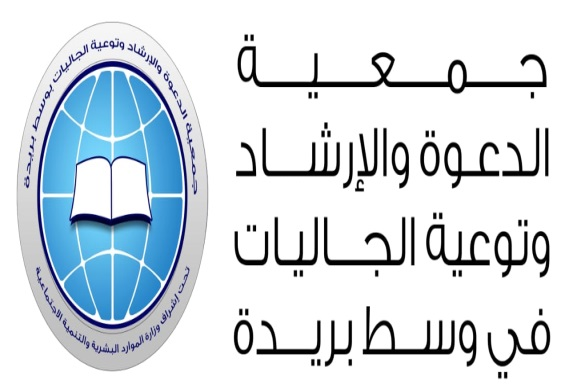 جمعية
الدعوة والإرشاد
وتوعية الجاليات
في وسط بريدة
جمعية الدعوة والإرشاد وتوعية الجاليات بوسط بريدة
تحت إشراف وزارة الموارد البشرية والتنمية الاجتماعية